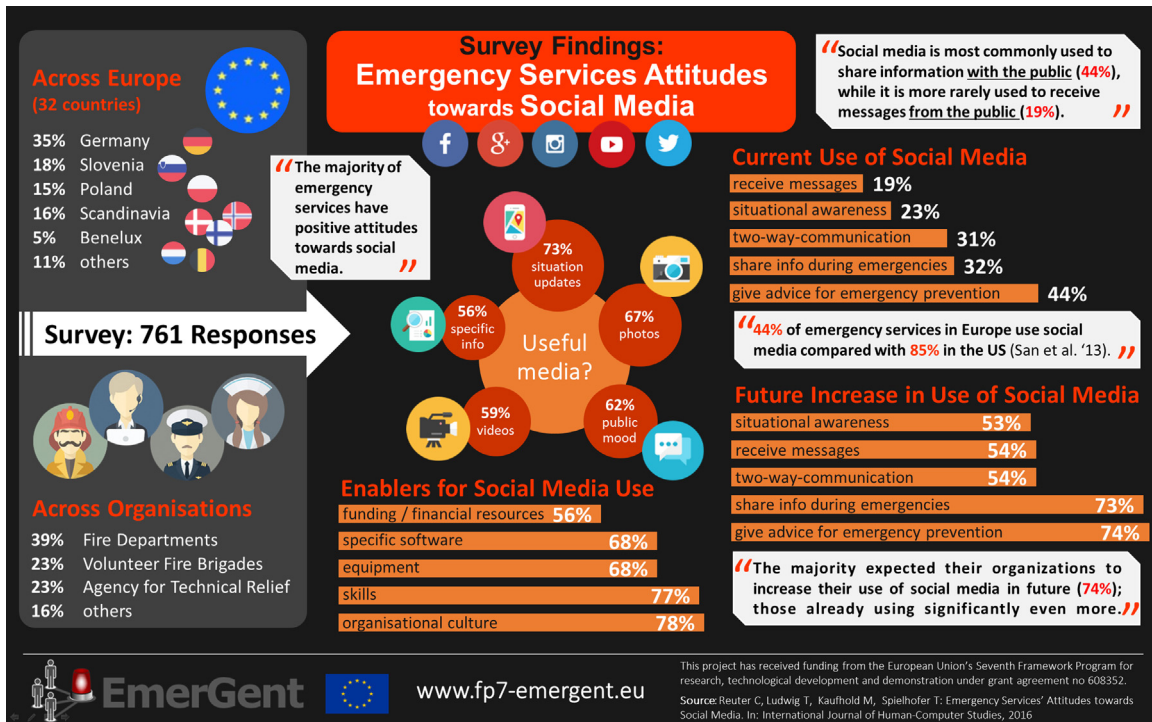 Across Europe
(32 countries)
35% Germany
18% Slovenia
15% Poland
16% Scandinavia
5% Benelux
11% others
Survey: 761 Responses
Across Organisations
39% Fire Departments
23% Volunteer Fire Brigades
23% Agency for Technical Relief
16% others
Survey Findings:
Emergency Services Attitudes
towards Social Media
f
g+
“The majority of
emergency
services have
positive attitudes
towards social
media. ”
73%
situation
updates
67%
photos
62%
public
mood
59%
videos
56%
specific
info
Useful
media?
Enablers for Social Media Use
funding / financial resources 56%
specific software 68%
equipment 68%
skills 77%
organisational culture 78%
“Social media is most commonly used to
share information with the public (44%),
while it is more rarely used to receive
messages from the public (19%). ”
Current Use of Social Media
receive messages 19%
situational awareness 23%
two-way-communication 31%
share info during emergencies 32%
give advice for emergency prevention 44%
“44% of emergency services in Europe use social
media compared with 85% in the US (San et al. ‘13). ”
Future Increase in Use of Social Media
situational awareness 53%
receive messages 54%
two-way-communication 54%
share info during emergencies 73%
give advice for emergency prevention 74%
“The majority expected their organizations to
increase their use of social media in future (74%);
those already using significantly even more.”
EmerGent
www.fp7-emergent.eu
This project has received funding from the European Union's Seventh Framework Program for
research, technological development and demonstration under grant agreement no 608352.
Source: Reuter C, Ludwig T, Kaufhold M, Spielhofer T: Emergency Services' Attitudes towards
Social Media. In: International Journal of Human-Computer Studies, 2016